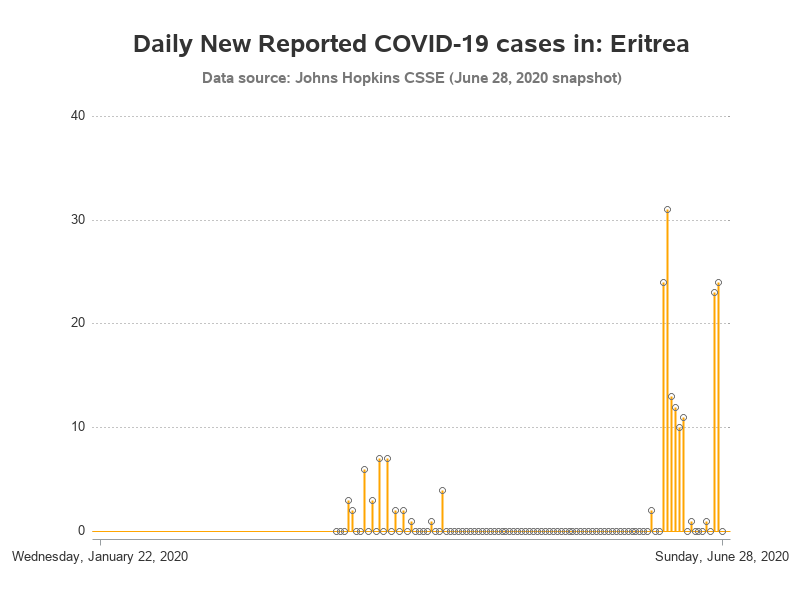 Daily New Reported COVID-19 cases in: Eritrea
Data source: Johns Hopkins CSSE (June 28, 2020 snapshot)
40
30
20
10
0
Wednesday, January 22, 2020
Sunday, June 28, 2020